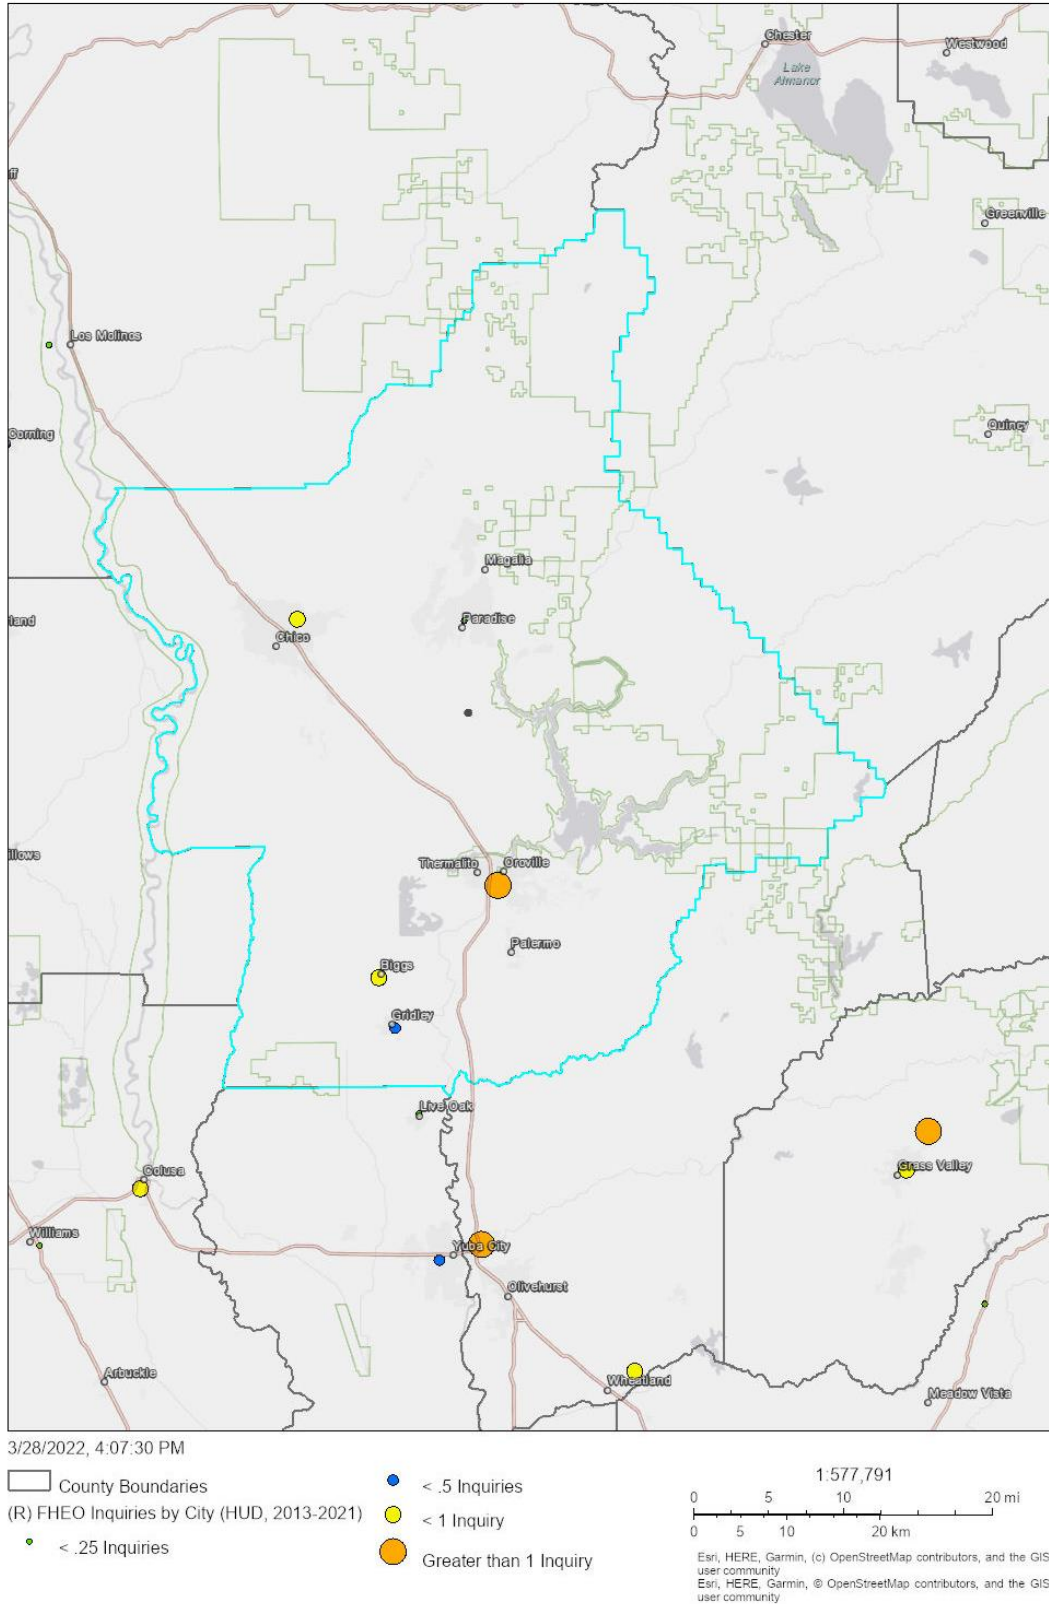 Chester
Westwood
Lake
Almanor
ff
Greenville
Los Molinos
Corning
Quincy
Magalia
land
Paradise
Chico
illows
Thermalito
Oroville
Palermo
Biggs
Gridley
Live Oak
Colusa
Grass Valley
Williams
Yuba City
Olivehurst
Arbuckle
Wheatland
Meadow Vista
3/28/2022, 4:07:30 PM
County Boundaries
(R) FHEO Inquiries by City (HUD, 2013-2021)
< .25 Inquiries
< .5 Inquiries
< 1 Inquiry
Greater than 1 Inquiry
1:577,791
0 5 10 20 mi
0 5 10 20 km
Esri, HERE, Garmin, (c) OpenStreetMap contributors, and the GIS
user community
Esri, HERE, Garmin, © OpenStreetMap contributors, and the GIS
user community